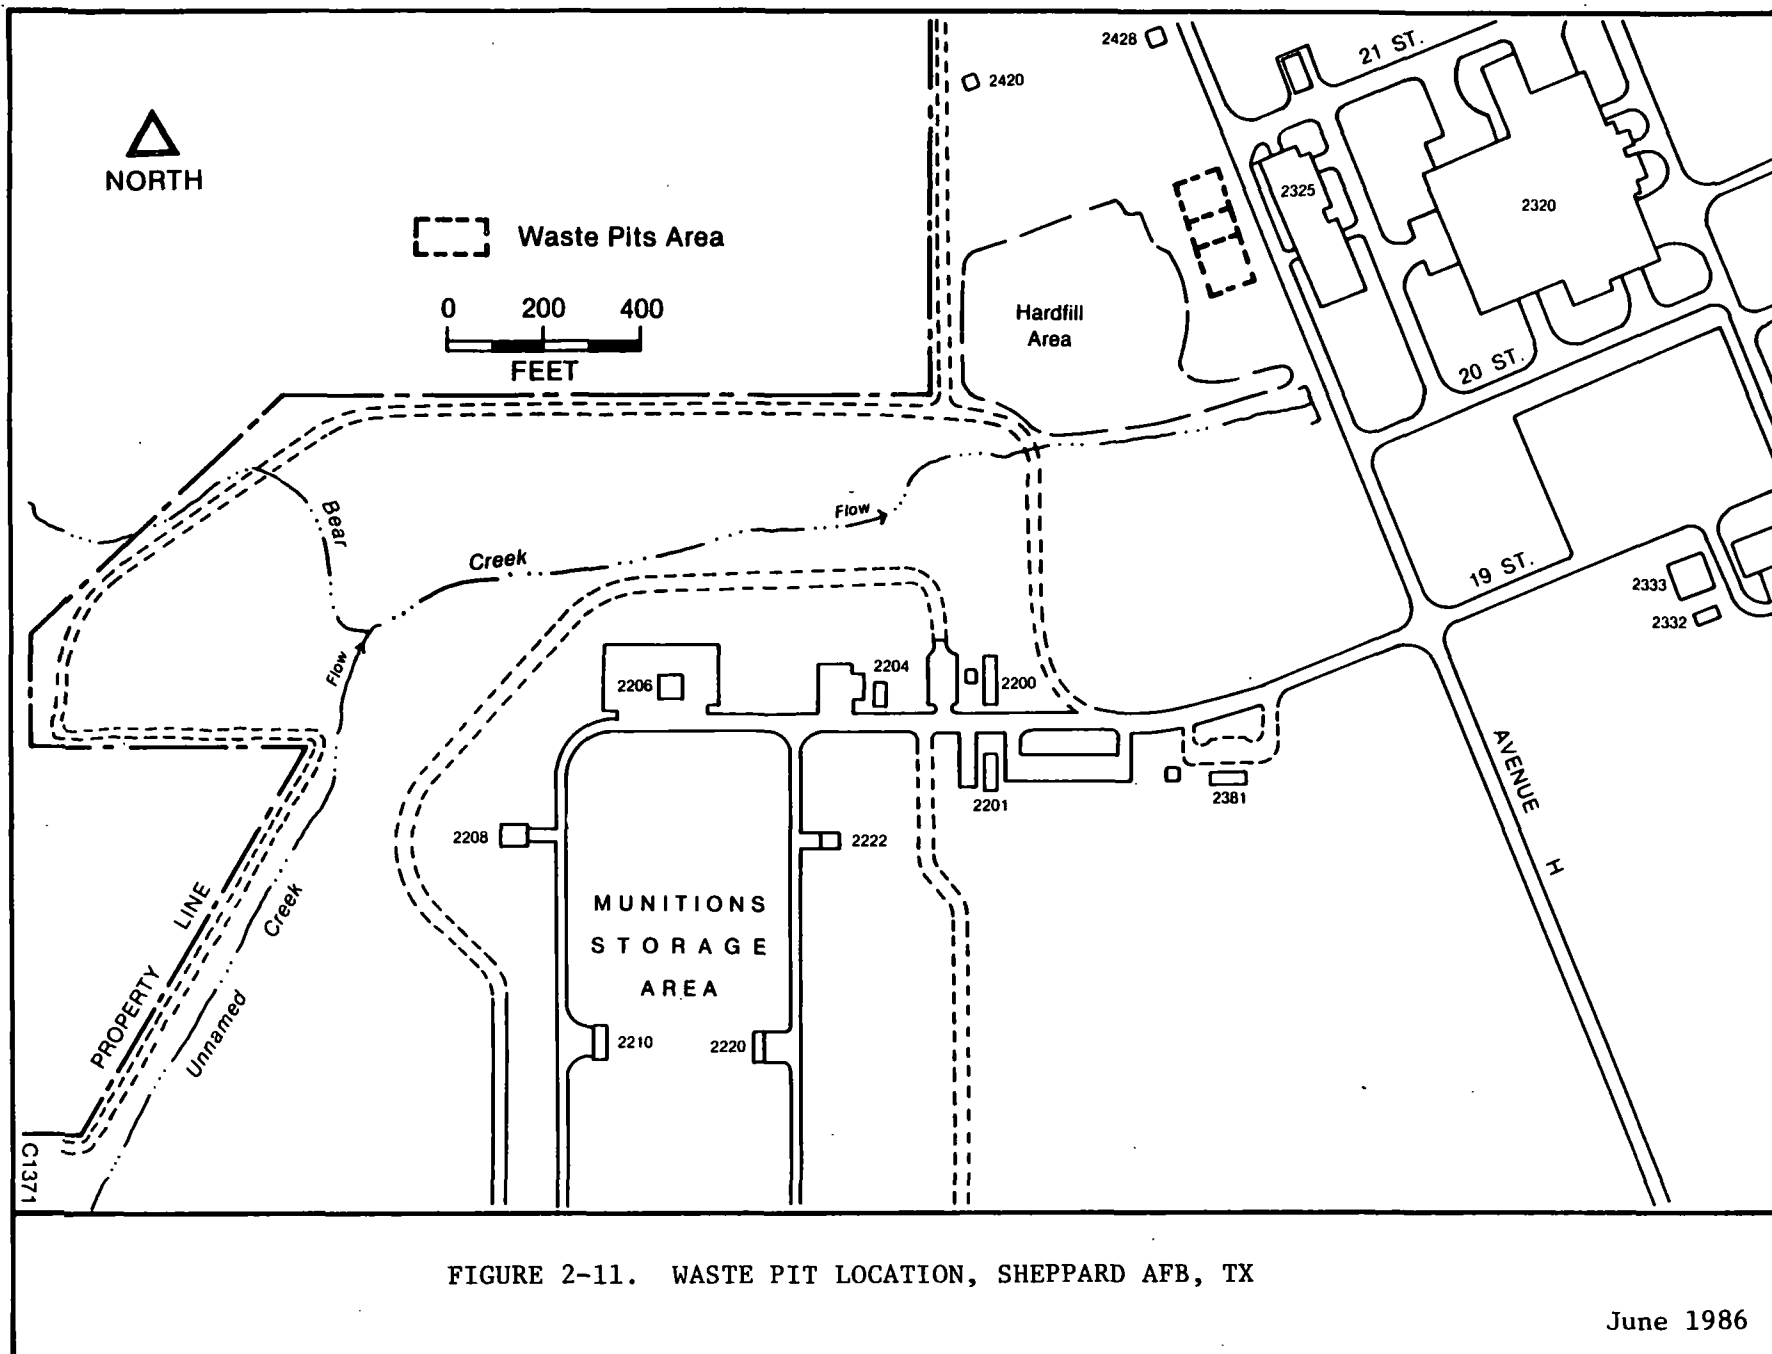 2428
21 ST.
2420
NORTH
2325
2320
Waste Pits Area
0 200 400
FEET
Hardfill
Area
20 ST.
Bear
Flow
Creek
19 ST.
2333
2332
Flow
2206
2204
2200
AVENUE H
2201
2381
2208
2222
MUNITIONS
STORAGE
AREA
PROPERTY LINE
Unnamed Creek
2210
2220
C1371
FIGURE 2-11. WASTE PIT LOCATION, SHEPPARD AFB, TX
June 1986